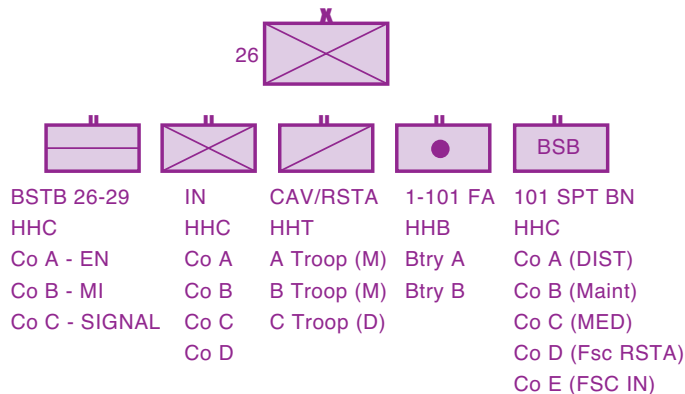 X
26
II II II II II
BSB
BSTB 26-29 IN CAV/RSTA 1-101 FA 101 SPT BN
HHC HHC HHT HHB HHC
Co A - EN Co A A Troop (M) Btry A Co A (DIST)
Co B - MI Co B B Troop (M) Btry B Co B (Maint)
Co C - SIGNAL Co C C Troop (D) Co C (MED)
Co D Co D (Fsc RSTA)
Co E (FSC IN)